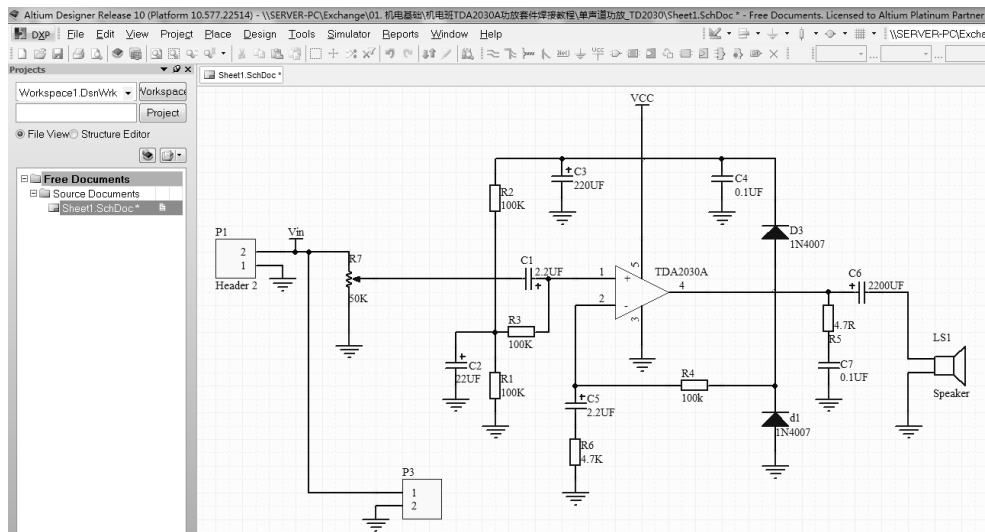 Altium Designer Release 10 (Platform 10.577.22514) - \\SERVER-PC\Exchange\01. 机电基础\机电班TDA2030A功放套件焊接教程\单声道功放_TD2030\Sheet1.SchDoc * - Free Documents. Licensed to Altium Platinum Partner
DXP File Edit View Project Place Design Tools Simulator Reports Window Help \\SERVER-PC\Excha
Projects
Sheet1.SchDoc *
Workspace1.DsnWrk Workspac
Project
File View Structure Editor
Free Documents
Source Documents
Sheet1.SchDoc *
VCC
R2
100K
C3
220UF
C4
0.1UF
D3
1N4007
P1
2
1
Header 2
Vin
R7
50K
C1
2.2UF
1
2
5
3
4
TDA2030A
C6
2200UF
R3
100K
C2
22UF
R1
100K
R4
100k
C5
2.2UF
R6
4.7K
d1
1N4007
4.7R
R5
C7
0.1UF
LS1
Speaker
P3
1
2